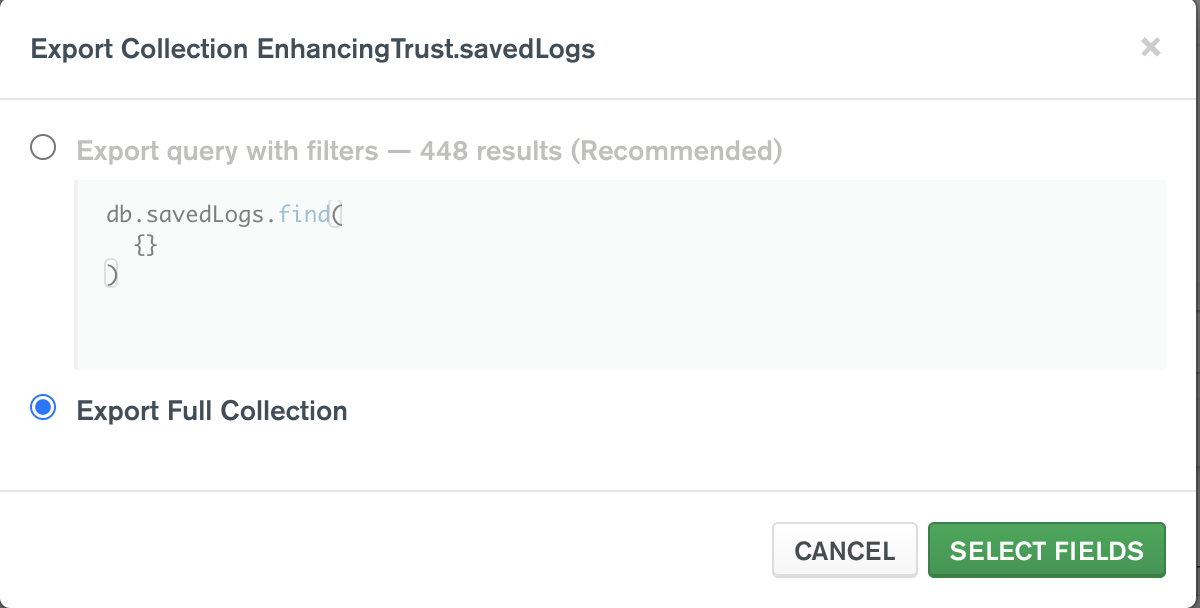 Export Collection EnhancingTrust.savedLogs
×
Export query with filters — 448 results (Recommended)
db.savedLogs.find(
  {}
)
Export Full Collection
CANCEL
SELECT FIELDS